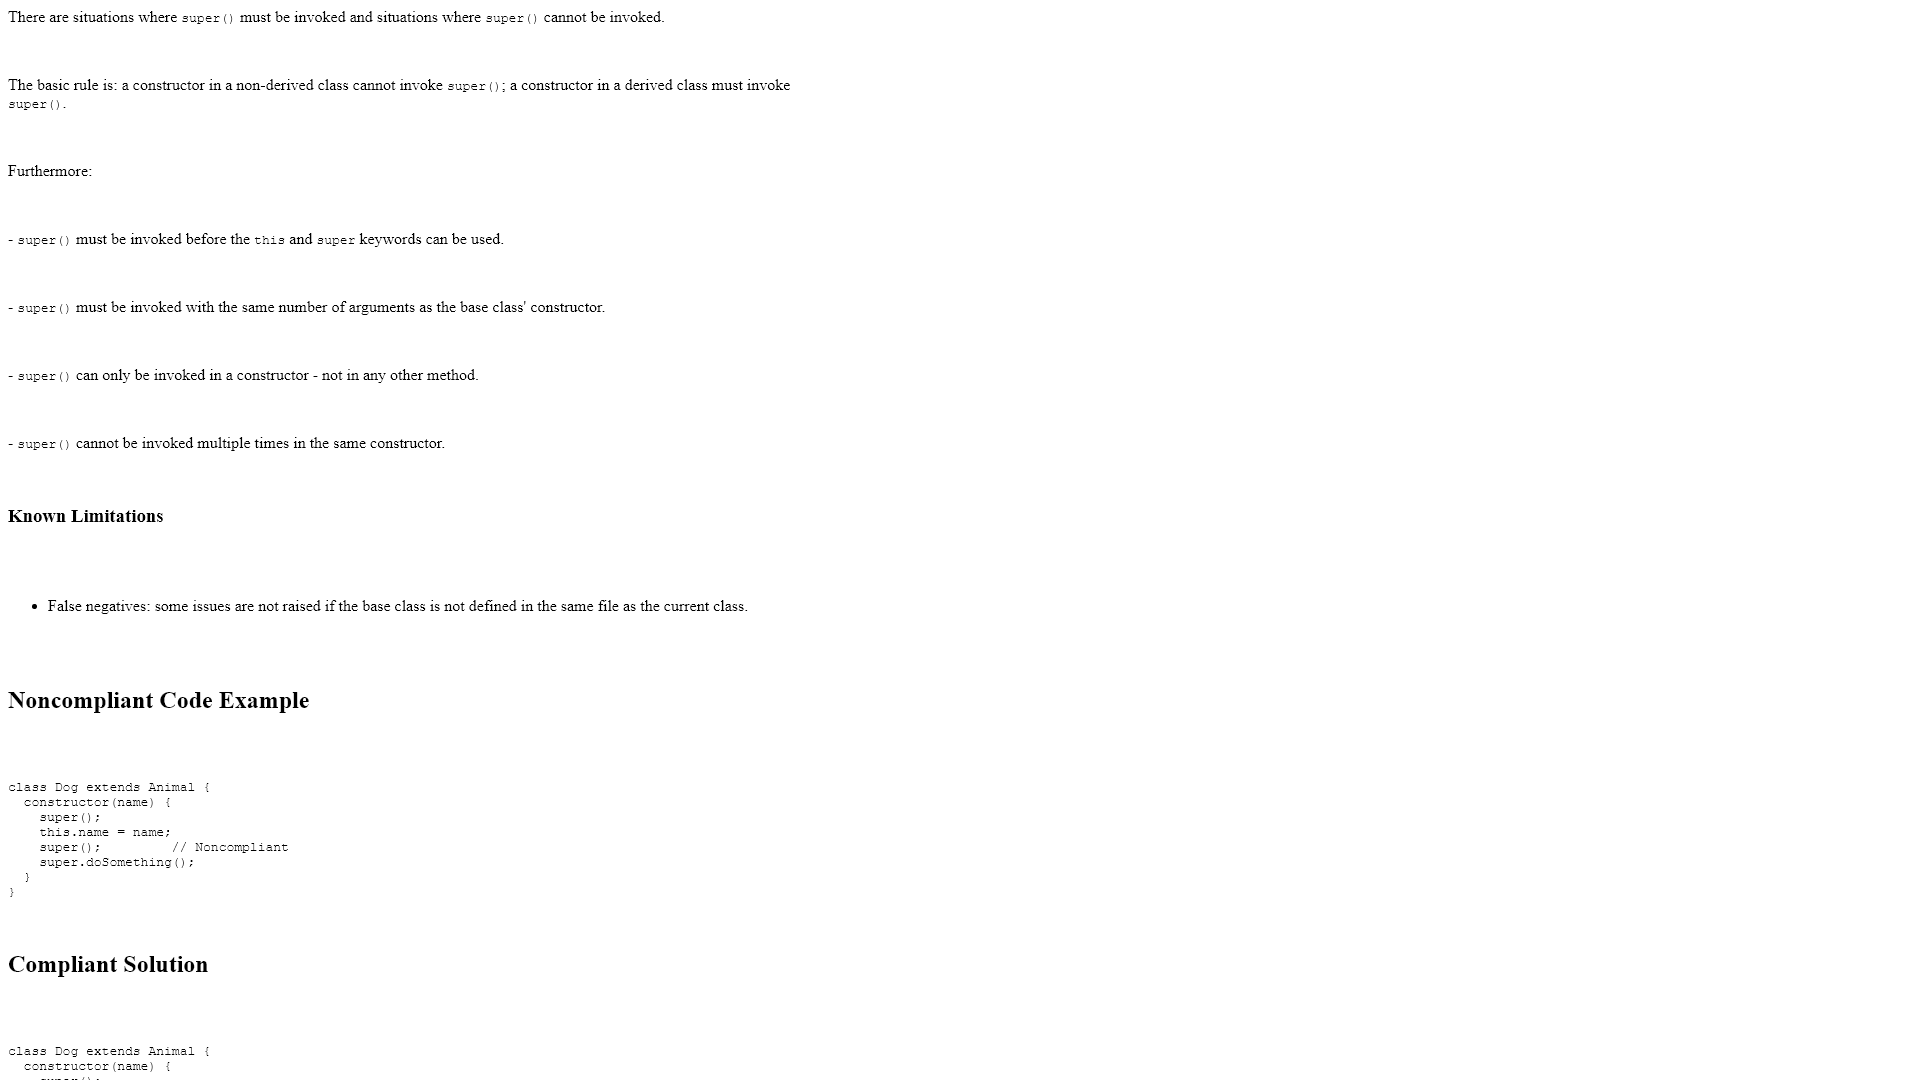 There are situations where super() must be invoked and situations where super() cannot be invoked.
The basic rule is: a constructor in a non-derived class cannot invoke super(); a constructor in a derived class must invoke
super().
Furthermore:
- super() must be invoked before the this and super keywords can be used.
- super() must be invoked with the same number of arguments as the base class' constructor.
- super() can only be invoked in a constructor - not in any other method.
- super() cannot be invoked multiple times in the same constructor.
Known Limitations
• False negatives: some issues are not raised if the base class is not defined in the same file as the current class.
Noncompliant Code Example
class Dog extends Animal {
  constructor(name) {
    super();
    this.name = name;
    super();         // Noncompliant
    super.doSomething();
  }
}
Compliant Solution
class Dog extends Animal {
  constructor(name) {
    super();